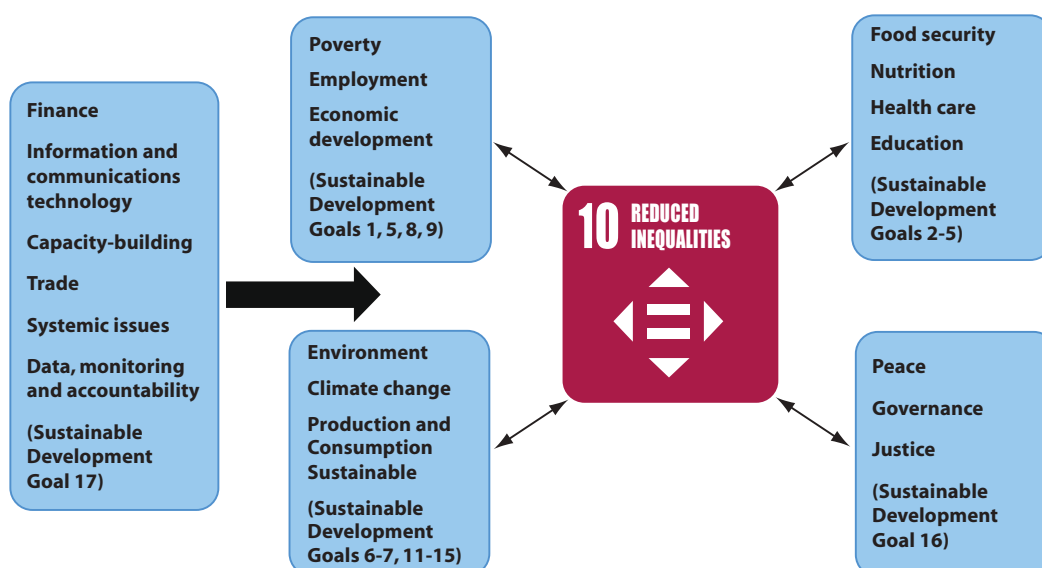 Finance
Information and
communications
technology
Capacity-building
Trade
Systemic issues
Data, monitoring
and accountability
(Sustainable
Development
Goal 17)
Poverty
Employment
Economic
development
(Sustainable
Development
Goals 1, 5, 8, 9)
Environment
Climate change
Production and
Consumption
Sustainable
(Sustainable
Development
Goals 6-7, 11-15)
10 REDUCED
INEQUALITIES
Food security
Nutrition
Health care
Education
(Sustainable
Development
Goals 2-5)
Peace
Governance
Justice
(Sustainable
Development
Goal 16)